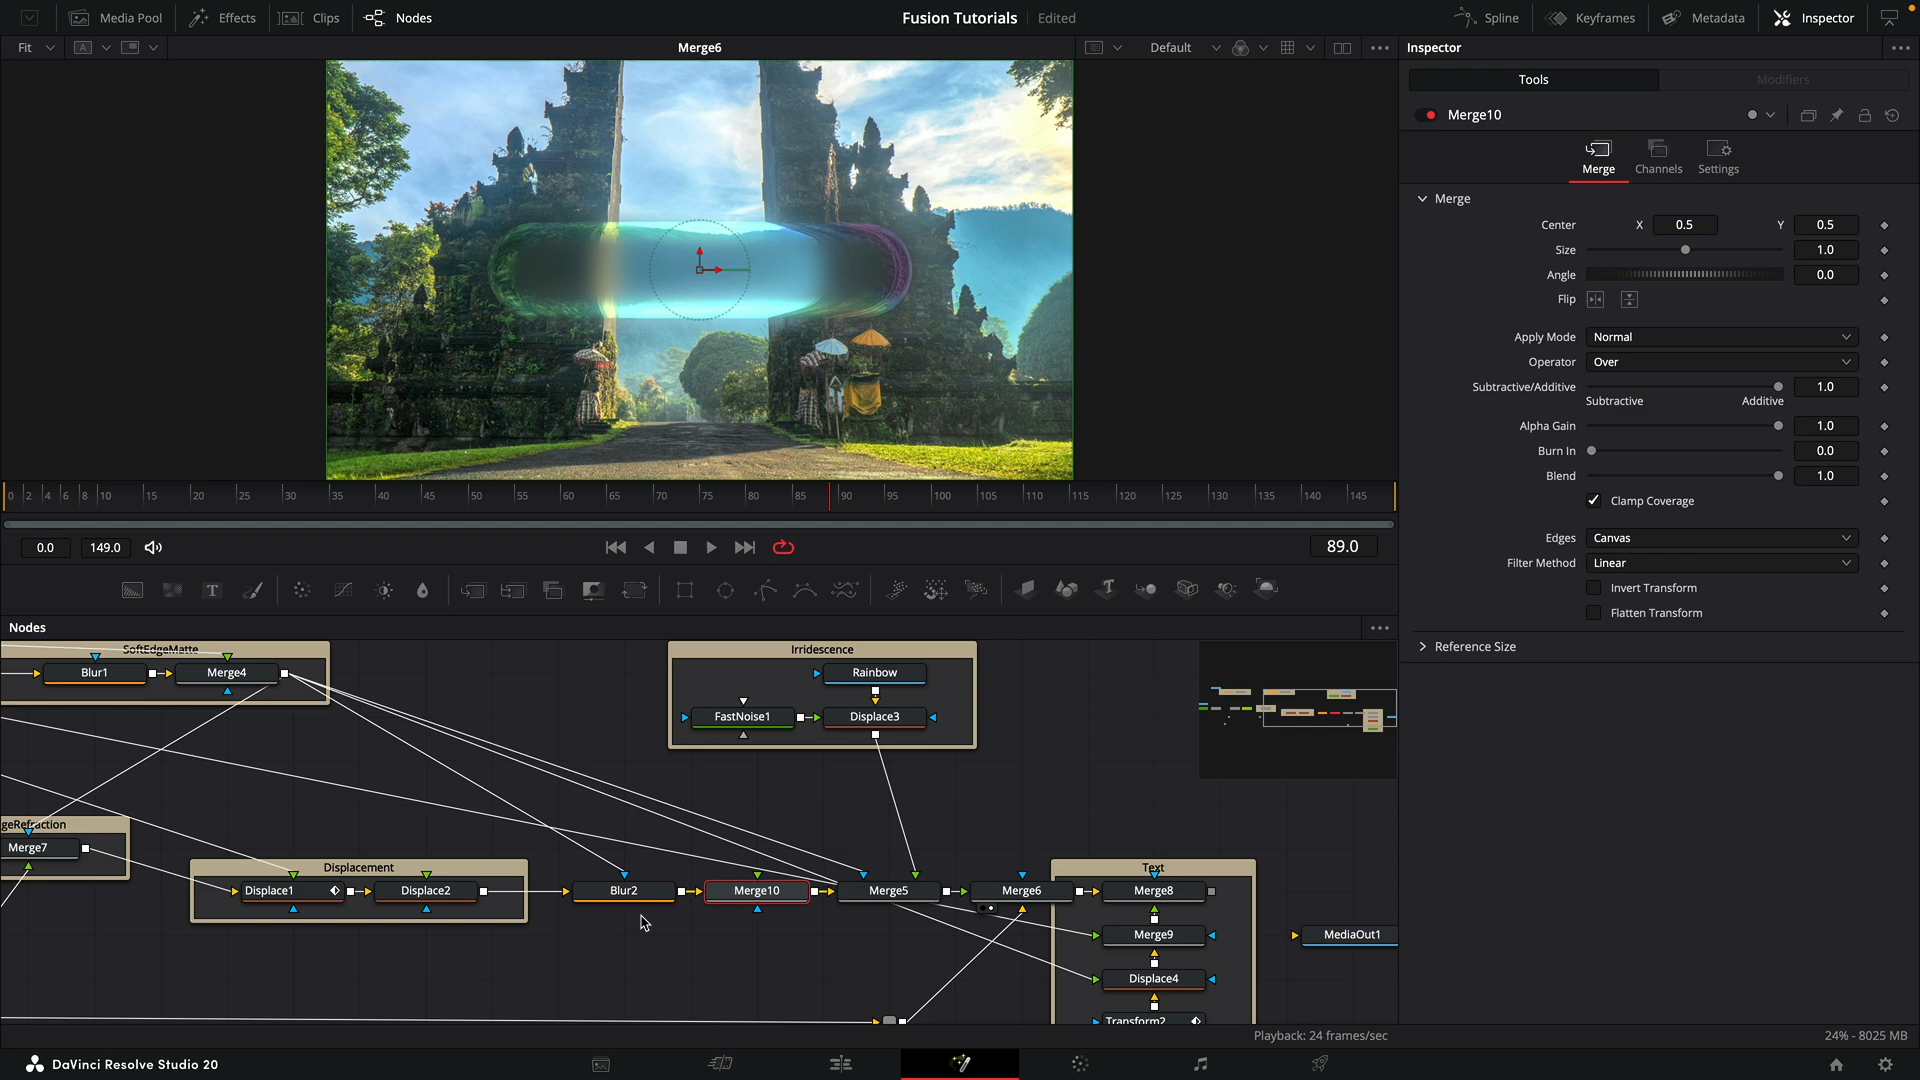 Media Pool
Effects
Clips
Nodes
Fusion Tutorials
Edited
Spline
Keyframes
Metadata
Inspector
Fit
A
Merge6
Default
Inspector
Tools
Modifiers
Merge10
Merge
Channels
Settings
Merge
Center X 0.5 Y 0.5
Size 1.0
Angle 0.0
Flip
Apply Mode Normal
Operator Over
Subtractive/Additive 1.0
Subtractive Additive
Alpha Gain 1.0
Burn In 0.0
Blend 1.0
Clamp Coverage
Edges Canvas
Filter Method Linear
Invert Transform
Flatten Transform
Reference Size
0 2 4 6 8 10 15 20 25 30 35 40 45 50 55 60 65 70 75 80 85 90 95 100 105 110 115 120 125 130 135 140 145
0.0 149.0 89.0
T
Nodes
SoftEdgeMatte
Blur1
Merge4
Irridescence
Rainbow
FastNoise1
Displace3
geRefraction
Merge7
Displacement
Displace1
Displace2
Blur2
Merge10
Merge5
Merge6
Text
Merge8
Merge9
Displace4
Transform2
MediaOut1
Playback: 24 frames/sec
24% - 8025 MB
DaVinci Resolve Studio 20